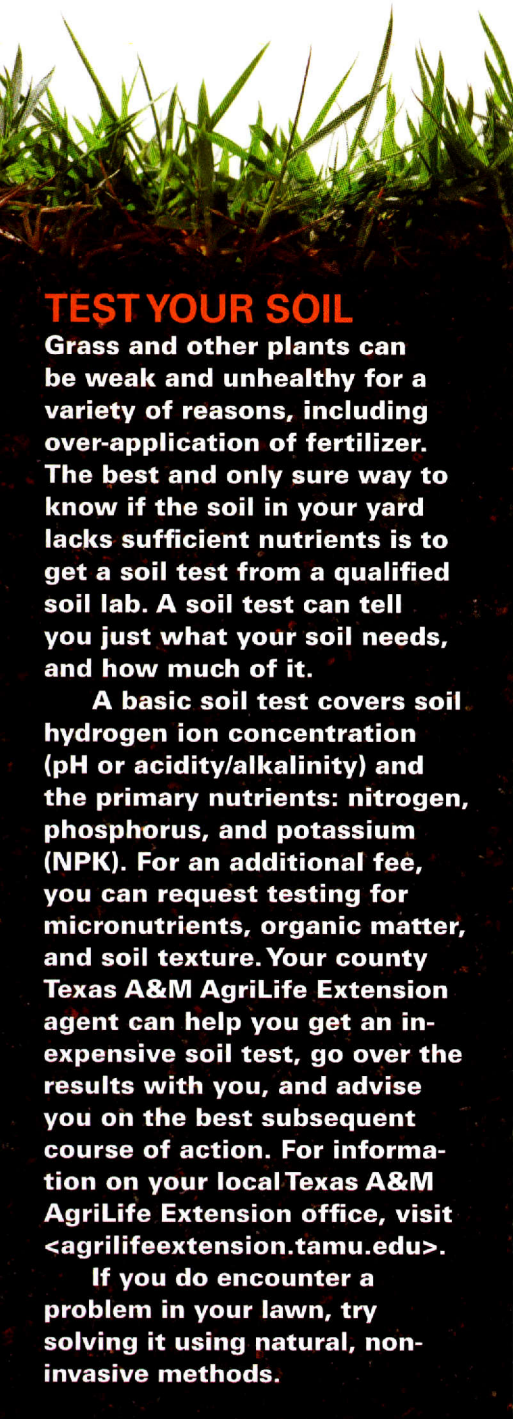 TEST YOUR SOIL
Grass and other plants can
be weak and unhealthy for a
variety of reasons, including
over-application of fertilizer.
The best and only sure way to
know if the soil in your yard
lacks sufficient nutrients is to
get a soil test from a qualified
soil lab. A soil test can tell
you just what your soil needs,
and how much of it.
A basic soil test covers soil
hydrogen ion concentration
(pH or acidity/alkalinity) and
the primary nutrients: nitrogen,
phosphorus, and potassium
(NPK). For an additional fee,
you can request testing for
micronutrients, organic matter,
and soil texture. Your county
Texas A&M AgriLife Extension
agent can help you get an in-
expensive soil test, go over the
results with you, and advise
you on the best subsequent
course of action. For informa-
tion on your local Texas A&M
AgriLife Extension office, visit
<agrilifeextension.tamu.edu>.
If you do encounter a
problem in your lawn, try
solving it using natural, non-
invasive methods.